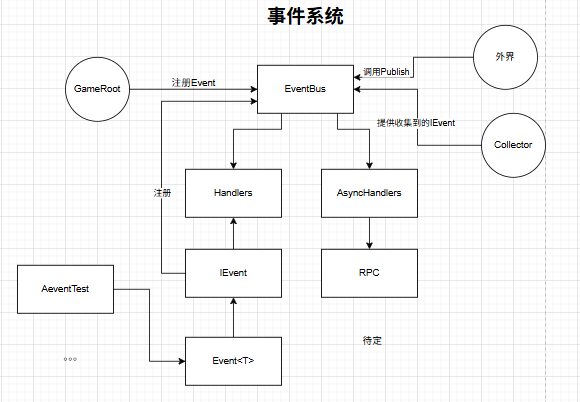 事件系统
外界
调用Publish
GameRoot
注册Event
EventBus
提供收集到的IEvent
Collector
注册
Handlers
AsyncHandlers
IEvent
RPC
AeventTest
待定
Event<T>
。。。